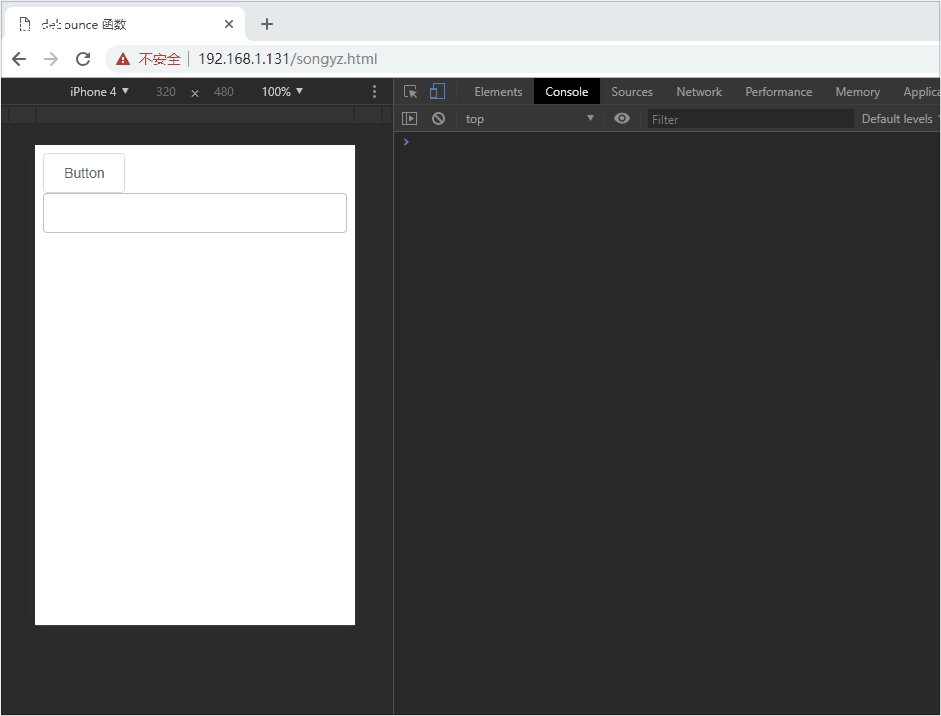 debounce 函数
不安全 192.168.1.131/songyz.html
iPhone 4 320 × 480 100%
Elements Console Sources Network Performance Memory Applica
top Filter Default levels
Button